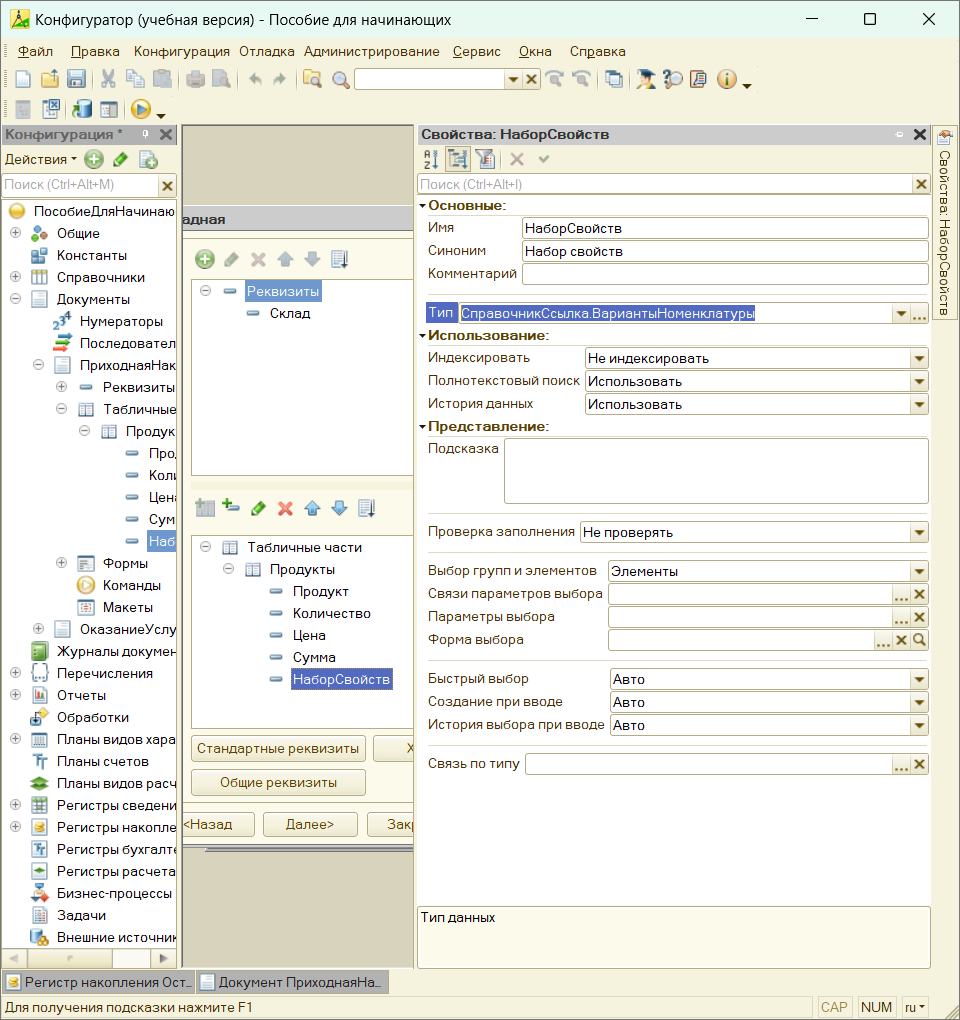 Конфигуратор (учебная версия) - Пособие для начинающих
Файл Правка Конфигурация Отладка Администрирование Сервис Окна Справка
Конфигурация *
Действия
Поиск (Ctrl+Alt+M)
ПособиеДляНачинаю
Общие
Константы
Справочники
Документы
Нумераторы
Последовател
ПриходнаяНак
Реквизиты
Табличные
Продук
Про
Коли
Цена
Сум
Наб
Формы
Команды
Макеты
ОказаниеУслу
Журналы докумен
Перечисления
Отчеты
Обработки
Планы видов хара
Планы счетов
Планы видов расч
Регистры сведени
Регистры накопле
Регистры бухгалте
Регистры расчета
Бизнес-процессы
Задачи
Внешние источник
адная
Реквизиты
Склад
Табличные части
Продукты
Продукт
Количество
Цена
Сумма
НаборСвойств
Стандартные реквизиты Х
Общие реквизиты
<Назад Далее> Закр
Свойства: НаборСвойств
Поиск (Ctrl+Alt+I)
Основные:
Имя НаборСвойств
Синоним Набор свойств
Комментарий
Тип СправочникСсылка.ВариантыНоменклатуры
Использование:
Индексировать Не индексировать
Полнотекстовый поиск Использовать
История данных Использовать
Представление:
Подсказка
Проверка заполнения Не проверять
Выбор групп и элементов Элементы
Связи параметров выбора
Параметры выбора
Форма выбора
Быстрый выбор Авто
Создание при вводе Авто
История выбора при вводе Авто
Связь по типу
Тип данных
Свойства: НаборСвойств
Регистр накопления Ост... Документ ПриходнаяНа...
Для получения подсказки нажмите F1 CAP NUM ru